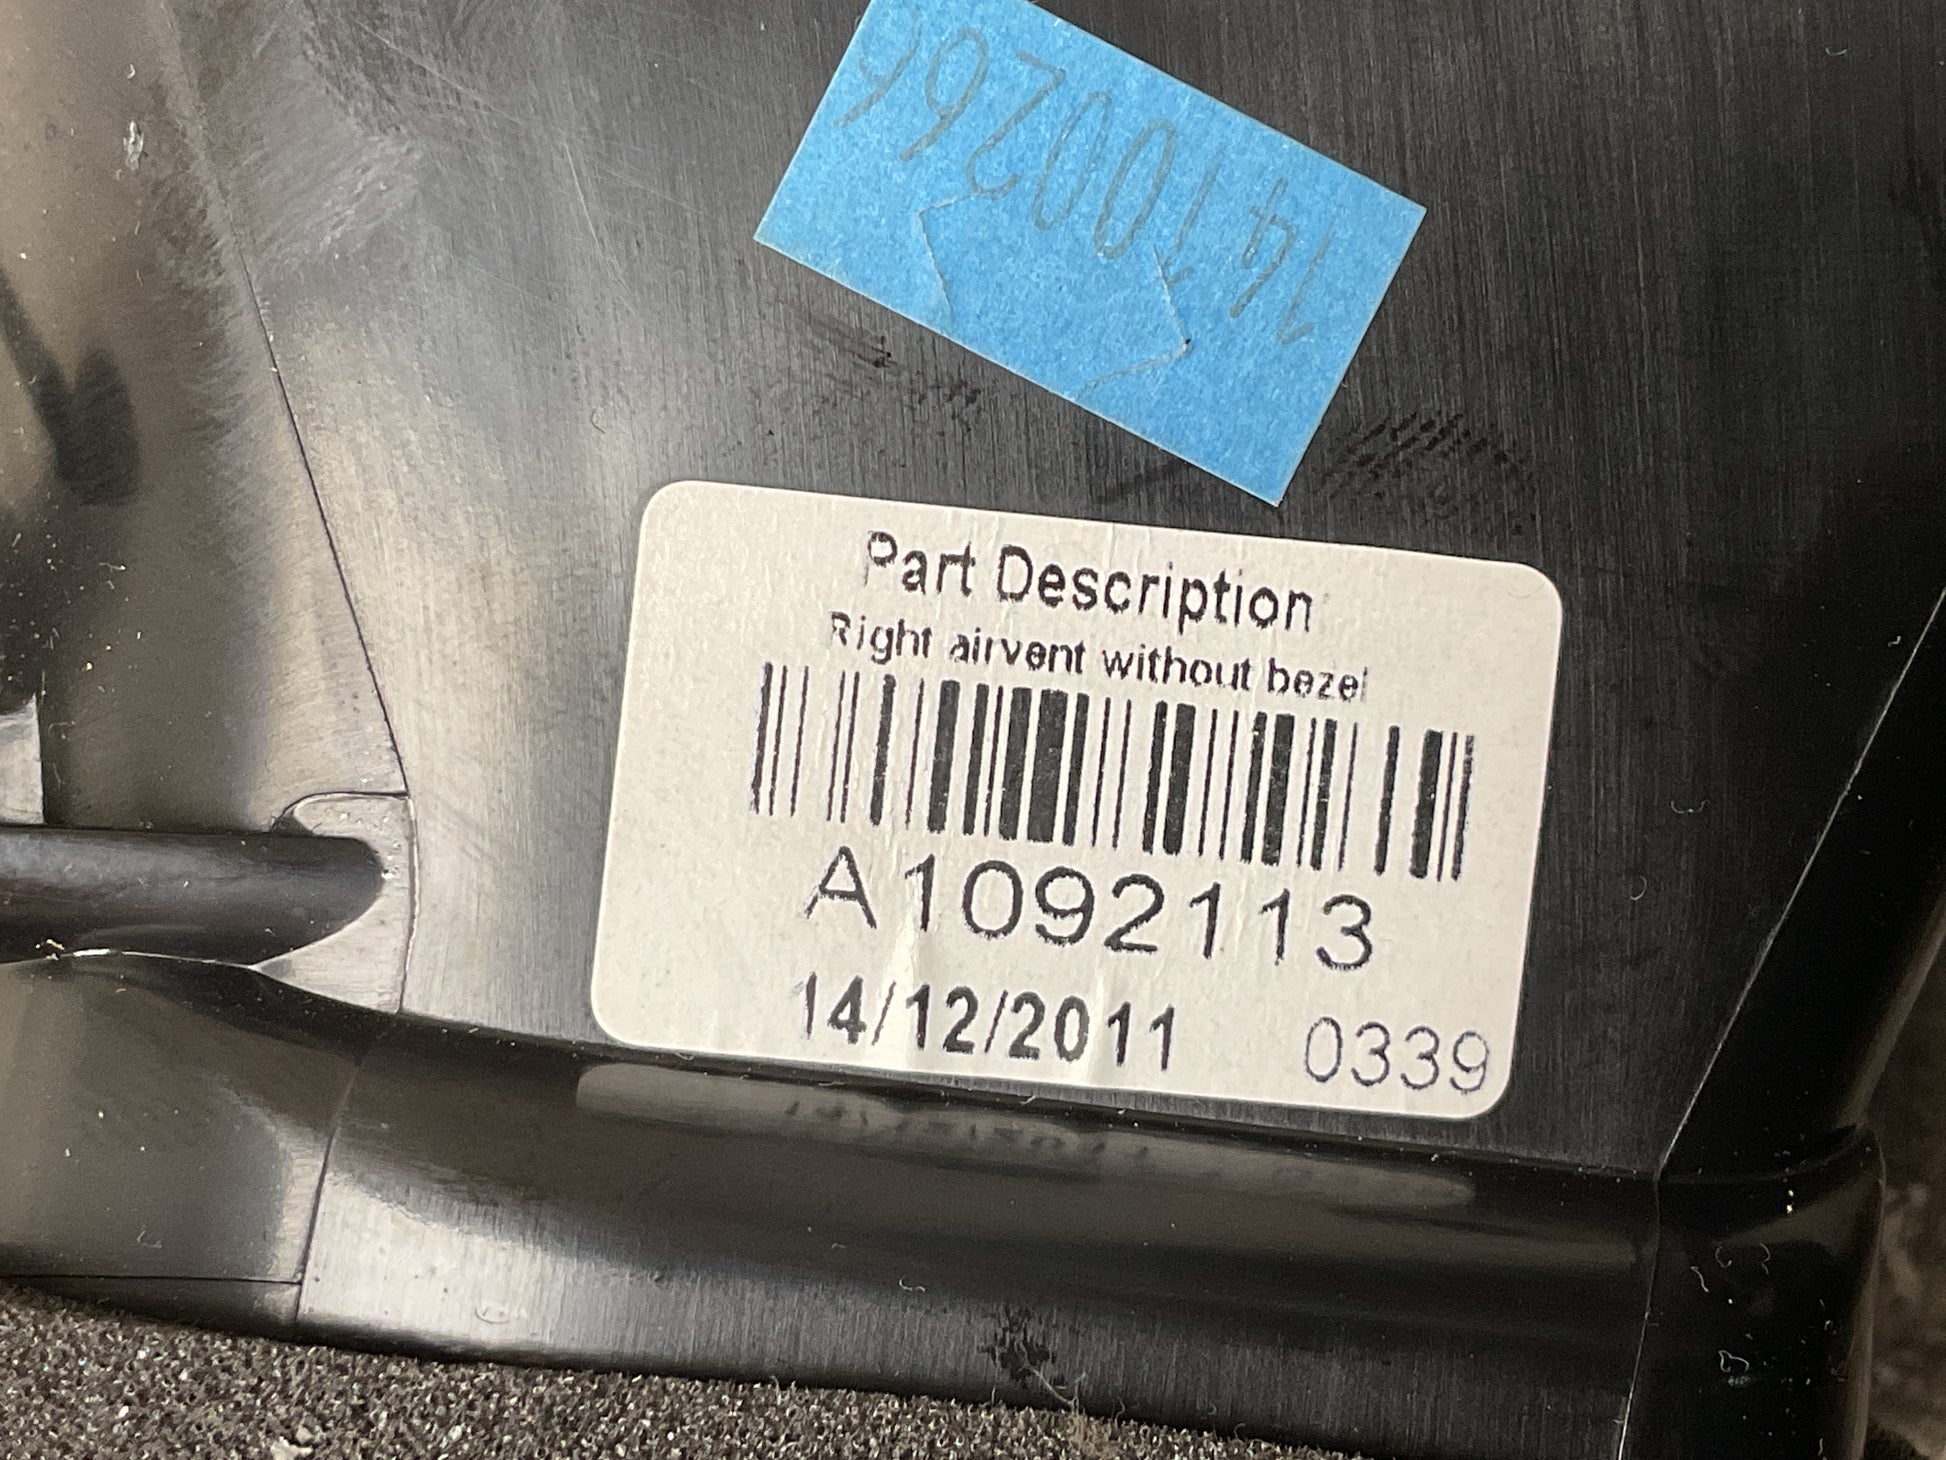 14100266
Part Description
Right airvent without bezel
A1092113
14/12/2011 0339